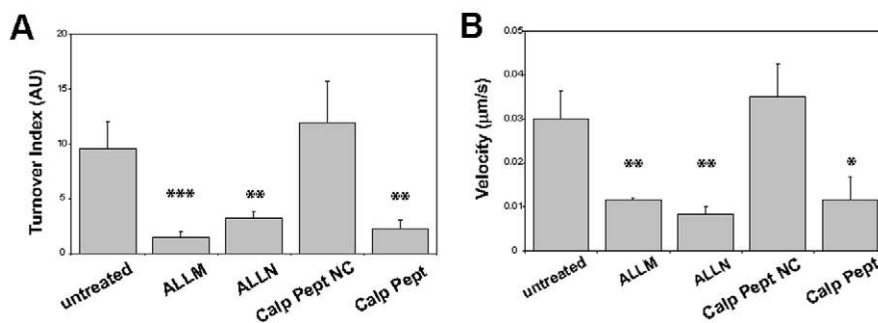 A
Turnover Index (AU)
20
15
10
5
0
***
**
**
untreated
ALLM
ALLN
Calp Pept NC
Calp Pept
B
Velocity (µm/s)
0.05
0.04
0.03
0.02
0.01
0
**
**
*
untreated
ALLM
ALLN
Calp Pept NC
Calp Pept